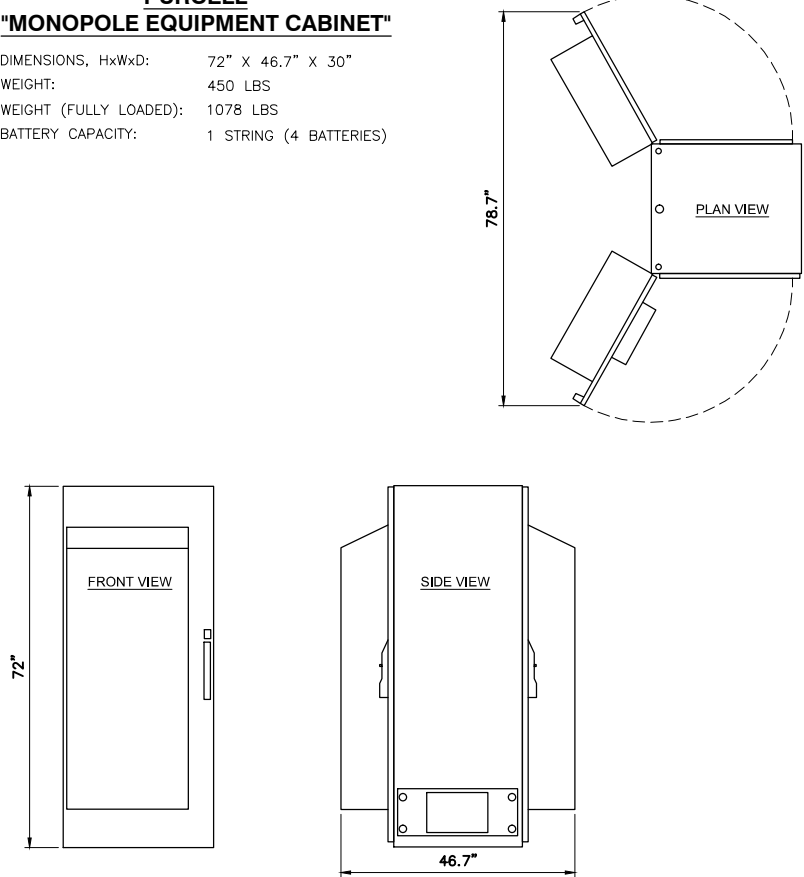 "MONOPOLE EQUIPMENT CABINET"
DIMENSIONS, HxWxD: 72" X 46.7" X 30"
WEIGHT: 450 LBS
WEIGHT (FULLY LOADED): 1078 LBS
BATTERY CAPACITY: 1 STRING (4 BATTERIES)
78.7"
PLAN VIEW
FRONT VIEW
SIDE VIEW
72"
46.7"